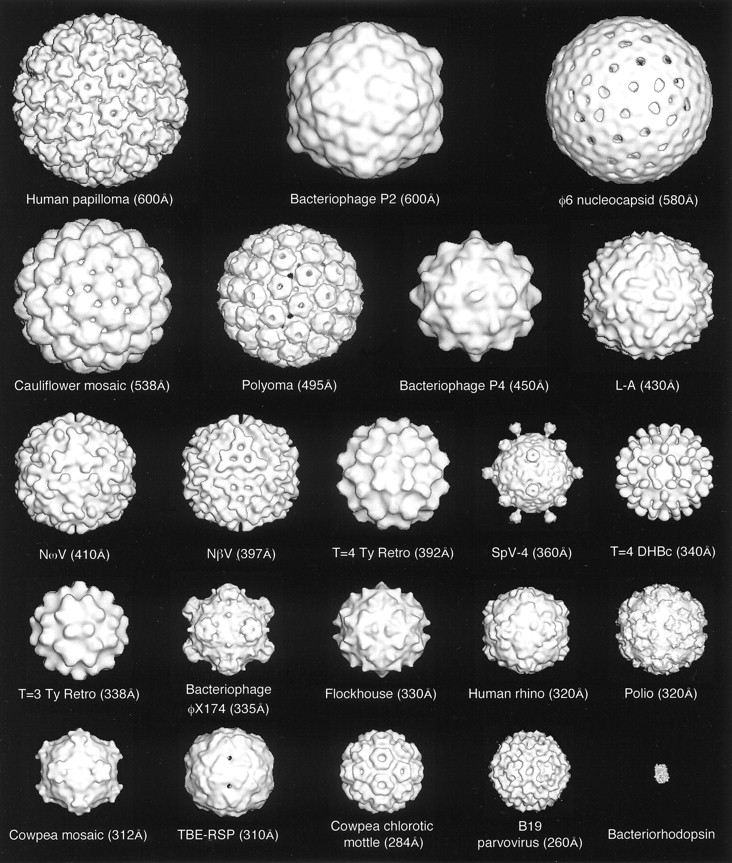 Human papilloma (600Å)
Bacteriophage P2 (600Å)
ϕ6 nucleocapsid (580Å)
Cauliflower mosaic (538Å)
Polyoma (495Å)
Bacteriophage P4 (450Å)
L-A (430Å)
NωV (410Å)
NβV (397Å)
T=4 Ty Retro (392Å)
SpV-4 (360Å)
T=4 DHBc (340Å)
T=3 Ty Retro (338Å)
Bacteriophage
ϕX174 (335Å)
Flockhouse (330Å)
Human rhino (320Å)
Polio (320Å)
Cowpea mosaic (312Å)
TBE-RSP (310Å)
Cowpea chlorotic
mottle (284Å)
B19
parvovirus (260Å)
Bacteriorhodopsin